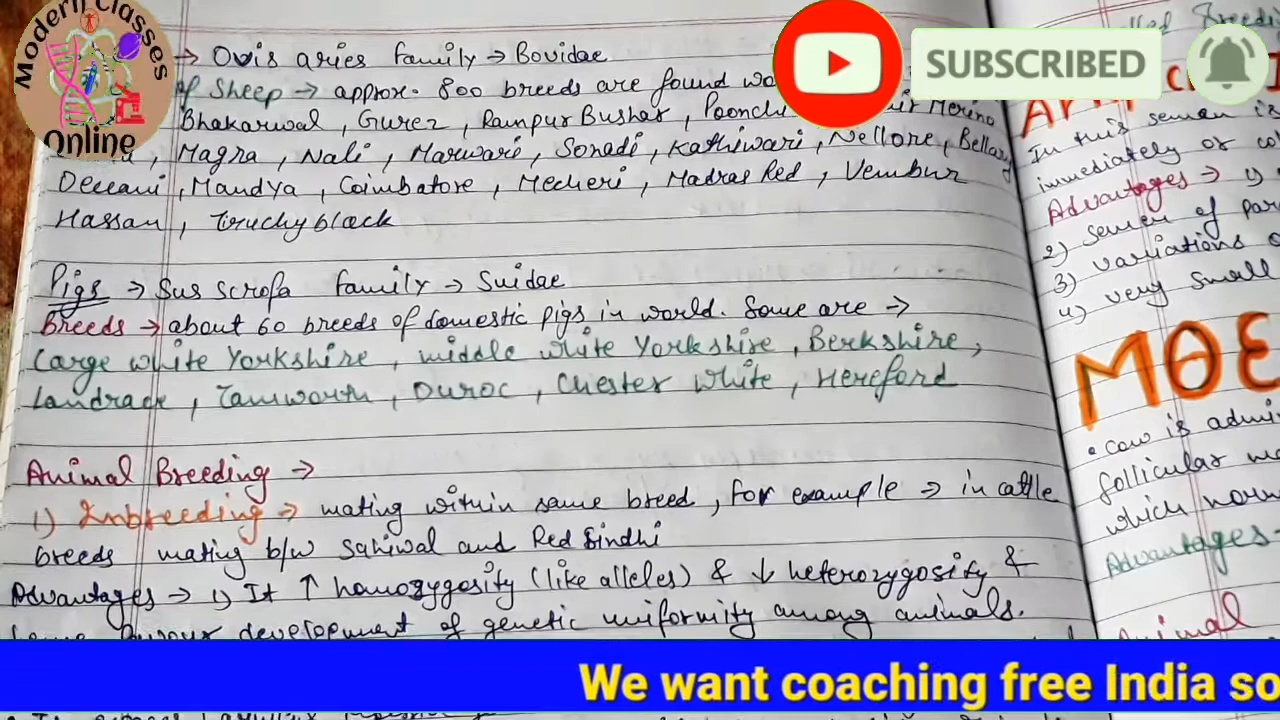 Modern Classes
Online
SUBSCRIBED
→ Ovis aries family → Bovidae
of Sheep → approx. 800 breeds are found
Bhakarwal, Gurez, Rampur Bushar, Merino
, Magra, Nali, Marwari, Sonadi, Kathiwari, Nellore, Bellary
Deccani, Mandya, Coimbatore, Mecheri, Madras Red, Vembur
Hassan, Truchyblack
Pigs → Sus scrofa family → Suidae
Breeds → about 60 breeds of domestic pigs in world. Some are →
Large white Yorkshire, middle white Yorkshire, Berkshire,
Landrace, Tamworth, Duroc, Chester White, Hereford
Animal Breeding →
1) Inbreeding → mating within same breed, for example → in cattle
breeds mating b/w Sahiwal and Red Sindhi
Advantages → 1) It ↑ homozygosity (like alleles) & ↓ heterozygosity &
development of genetic uniformity among animals.
In this semen is
immediately or
Advantages → 1)
2) semen of
3) variations
4) very small
MOE
• Cow is
follicular
which
Advantages
Animal
We want coaching free India so